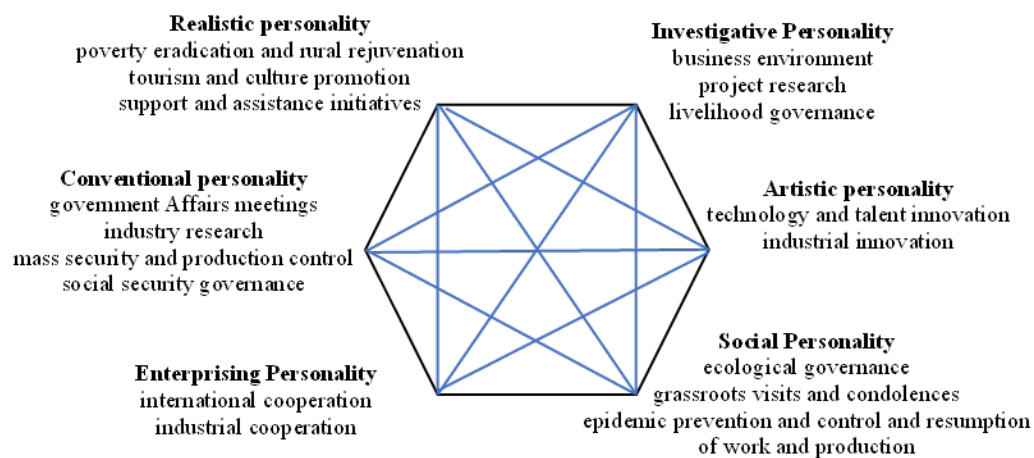 Realistic personality
poverty eradication and rural rejuvenation
tourism and culture promotion
support and assistance initiatives
Investigative Personality
business environment
project research
livelihood governance
Conventional personality
government Affairs meetings
industry research
mass security and production control
social security governance
Artistic personality
technology and talent innovation
industrial innovation
Enterprising Personality
international cooperation
industrial cooperation
Social Personality
ecological governance
grassroots visits and condolences
epidemic prevention and control and resumption
of work and production